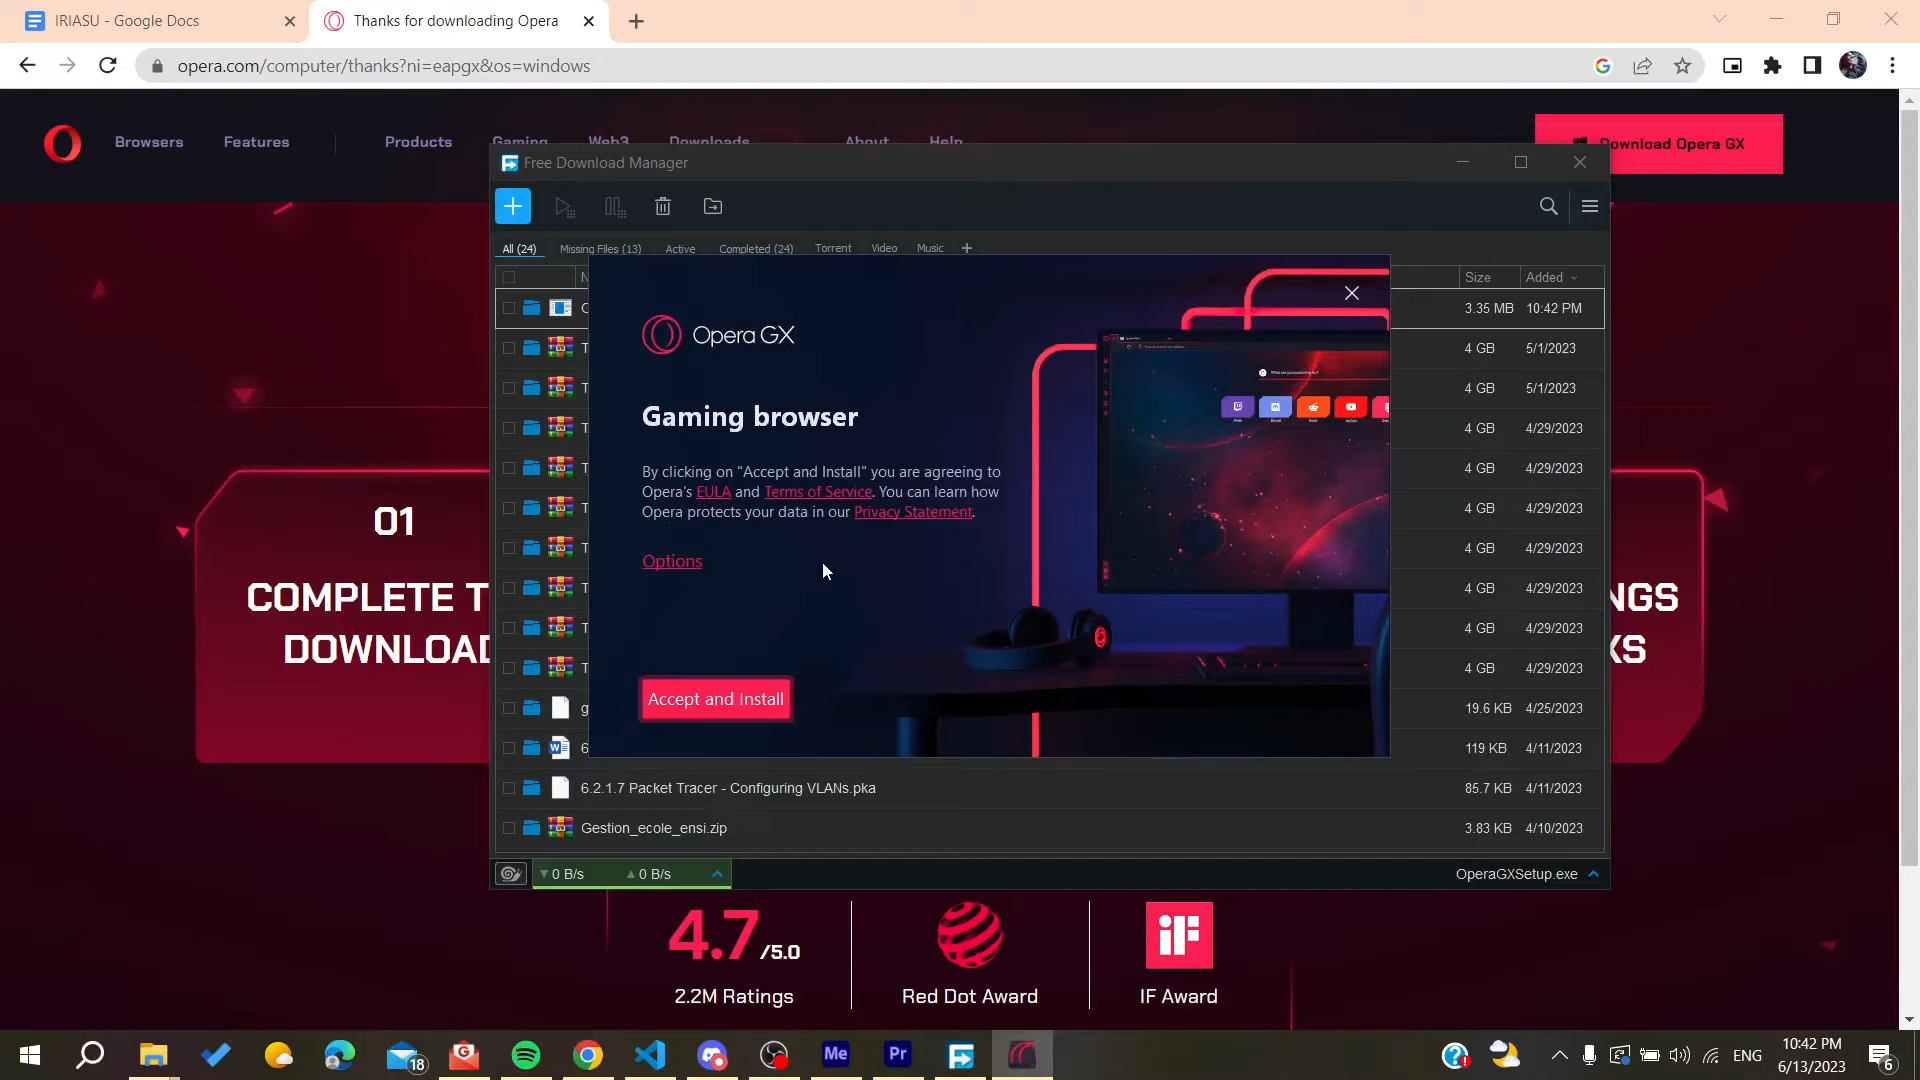 IRIASU - Google Docs
Thanks for downloading Opera
opera.com/computer/thanks?ni=eapgx&os=windows
Browsers
Features
Products
Gaming
Web3
Downloads
About
Help
Download Opera GX
Free Download Manager
All (24)
Missing Files (13)
Active
Completed (24)
Torrent
Video
Music
Size
Added
3.35 MB 10:42 PM
4 GB 5/1/2023
4 GB 5/1/2023
4 GB 4/29/2023
4 GB 4/29/2023
4 GB 4/29/2023
4 GB 4/29/2023
4 GB 4/29/2023
4 GB 4/29/2023
4 GB 4/29/2023
19.6 KB 4/25/2023
119 KB 4/11/2023
6.2.1.7 Packet Tracer - Configuring VLANs.pka 85.7 KB 4/11/2023
Gestion_ecole_ensi.zip 3.83 KB 4/10/2023
Opera GX
Gaming browser
By clicking on "Accept and Install" you are agreeing to
Opera's EULA and Terms of Service. You can learn how
Opera protects your data in our Privacy Statement.
Options
Accept and Install
0 B/s
0 B/s
OperaGXSetup.exe
01
COMPLETE T
DOWNLOAD
NGS
KS
4.7 /5.0
2.2M Ratings
Red Dot Award
iF
IF Award
18
Me
Pr
ENG
10:42 PM
6/13/2023
6